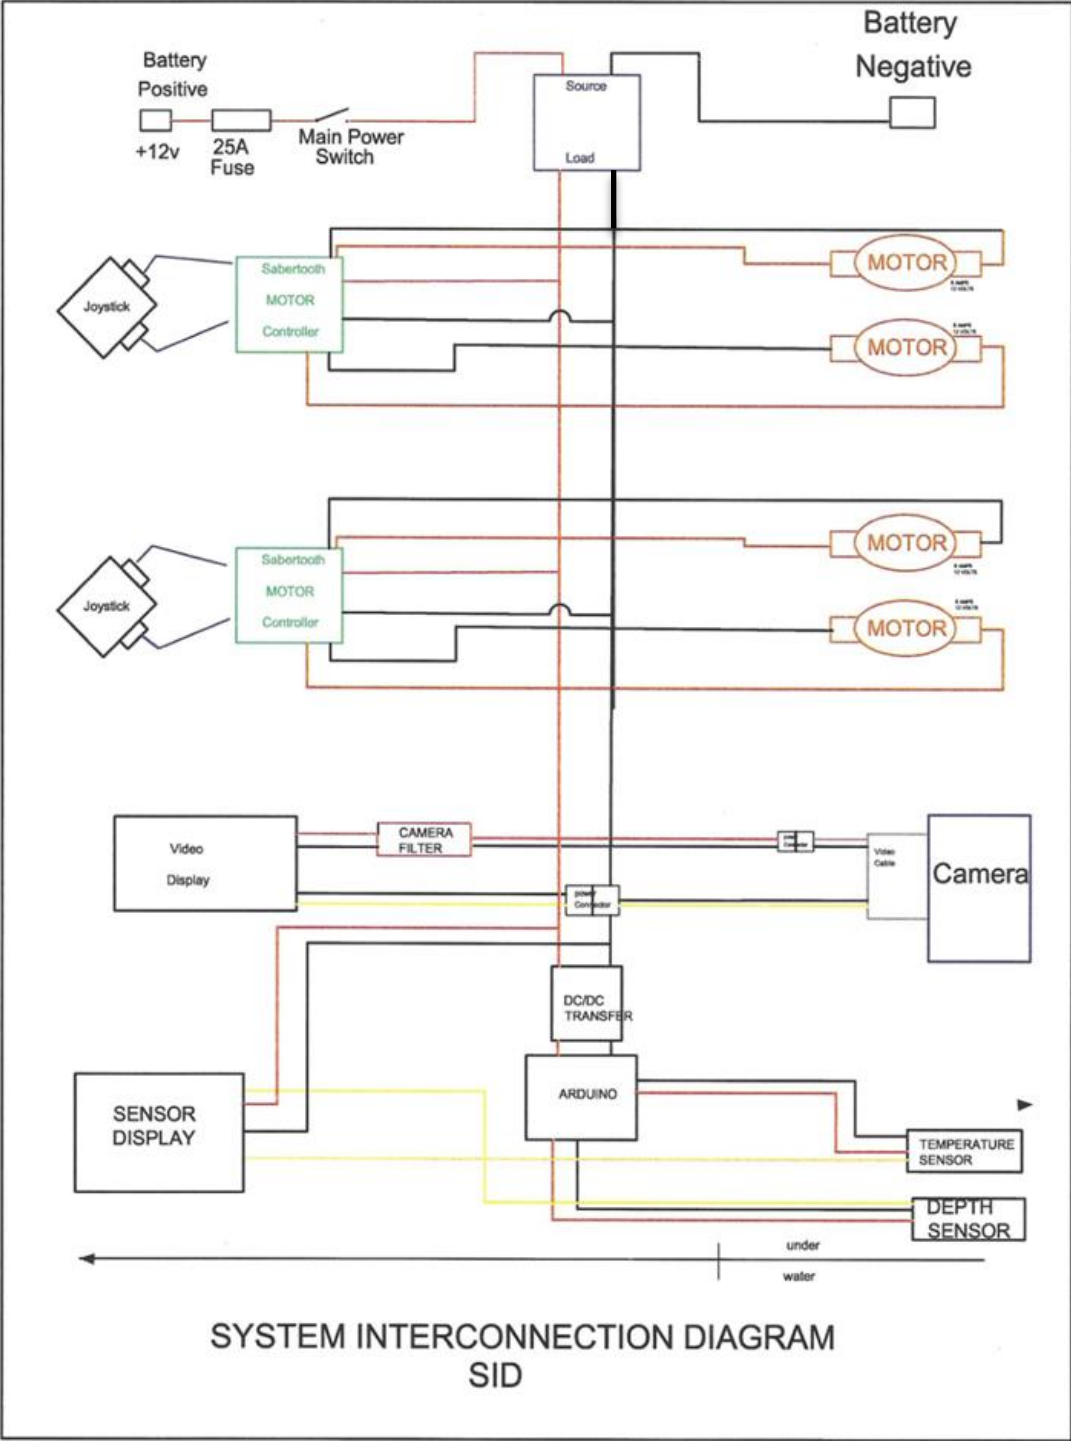 Battery
Negative
Battery
Positive
+12v
25A
Fuse
Main Power
Switch
Source
Load
Joystick
Sabertooth
MOTOR
Controller
MOTOR
MOTOR
Joystick
Sabertooth
MOTOR
Controller
MOTOR
MOTOR
Video
Display
CAMERA
FILTER
Video
Cable
Camera
power
Connector
DC/DC
TRANSFER
SENSOR
DISPLAY
ARDUINO
TEMPERATURE
SENSOR
DEPTH
SENSOR
under
water
SYSTEM INTERCONNECTION DIAGRAM
SID